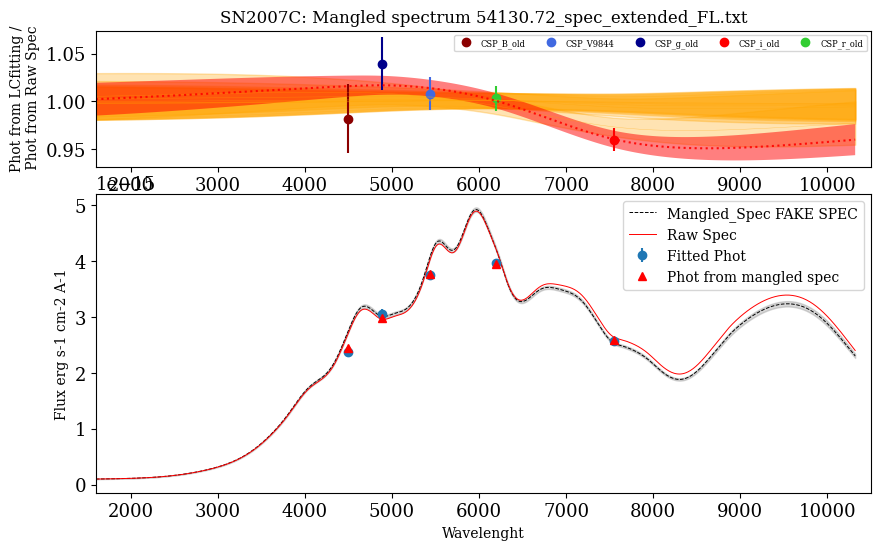 SN2007C: Mangled spectrum 54130.72_spec_extended_FL.txt
Phot from LCfitting /
Phot from Raw Spec
CSP_B_old CSP_V9844 CSP_g_old CSP_i_old CSP_r_old
1.05
1.00
0.95
2000 3000 4000 5000 6000 7000 8000 9000 10000
1e−15
Mangled_Spec FAKE SPEC
Raw Spec
Fitted Phot
Phot from mangled spec
Flux erg s-1 cm-2 A-1
5
4
3
2
1
0
2000 3000 4000 5000 6000 7000 8000 9000 10000
Wavelenght